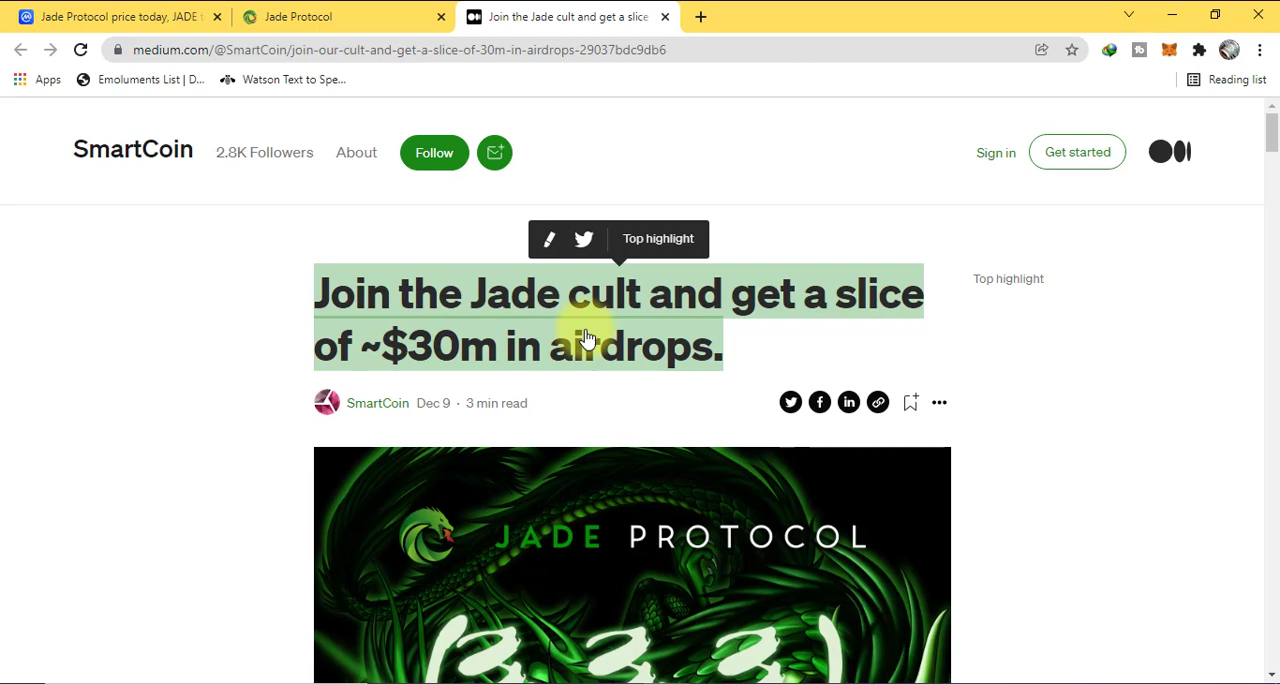 Jade Protocol price today, JADE t
Jade Protocol
Join the Jade cult and get a slice
medium.com/@SmartCoin/join-our-cult-and-get-a-slice-of-30m-in-airdrops-29037bdc9db6
Apps
Emoluments List | D...
Watson Text to Spe...
Reading list
SmartCoin
2.8K Followers
About
Follow
Sign in
Get started
Top highlight
Join the Jade cult and get a slice
of ~$30m in airdrops.
Top highlight
SmartCoin Dec 9 · 3 min read
JADE PROTOCOL
(3,3,3)